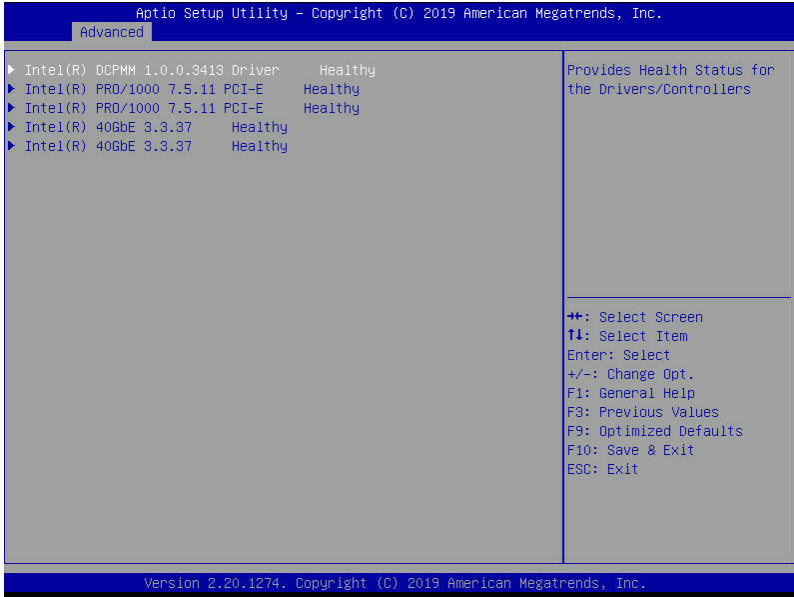 Aptio Setup Utility – Copyright (C) 2019 American Megatrends, Inc.
Advanced
Intel(R) DCPMM 1.0.0.3413 Driver Healthy
Intel(R) PRO/1000 7.5.11 PCI-E Healthy
Intel(R) PRO/1000 7.5.11 PCI-E Healthy
Intel(R) 40GbE 3.3.37 Healthy
Intel(R) 40GbE 3.3.37 Healthy
Provides Health Status for
the Drivers/Controllers
→←: Select Screen
↑↓: Select Item
Enter: Select
+/-: Change Opt.
F1: General Help
F3: Previous Values
F9: Optimized Defaults
F10: Save & Exit
ESC: Exit
Version 2.20.1274. Copyright (C) 2019 American Megatrends, Inc.